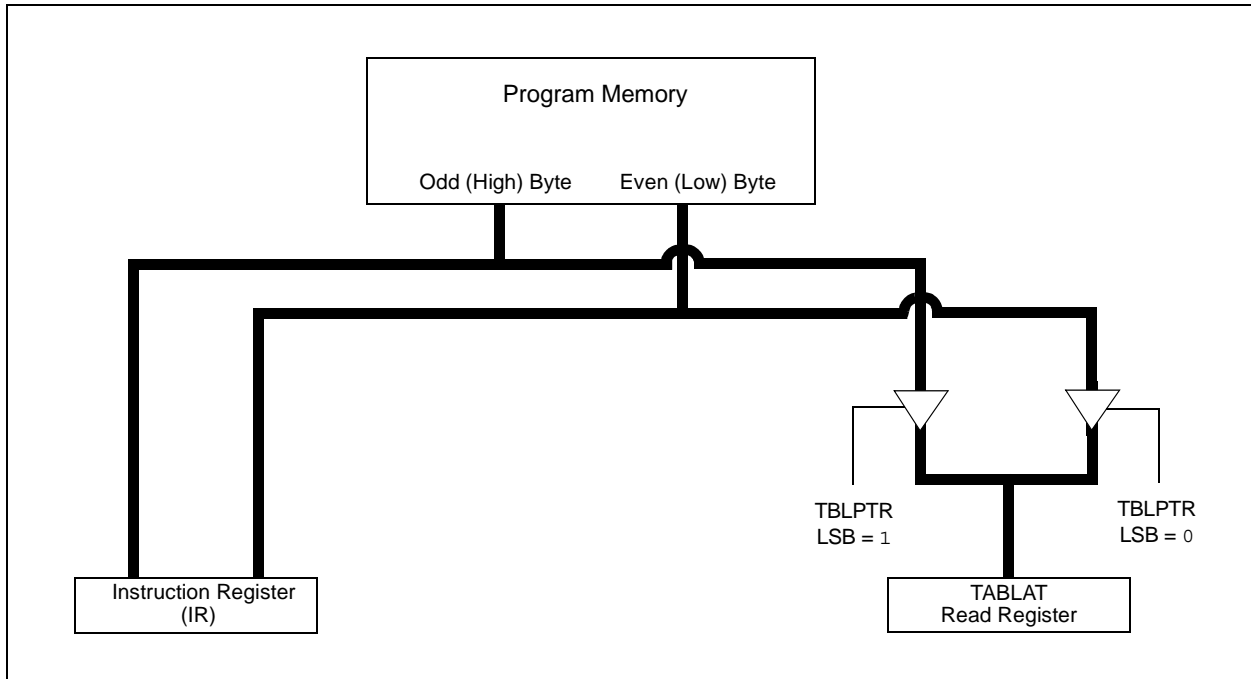 Program Memory
Odd (High) Byte
Even (Low) Byte
TBLPTR
LSB = 1
TBLPTR
LSB = 0
Instruction Register
(IR)
TABLAT
Read Register